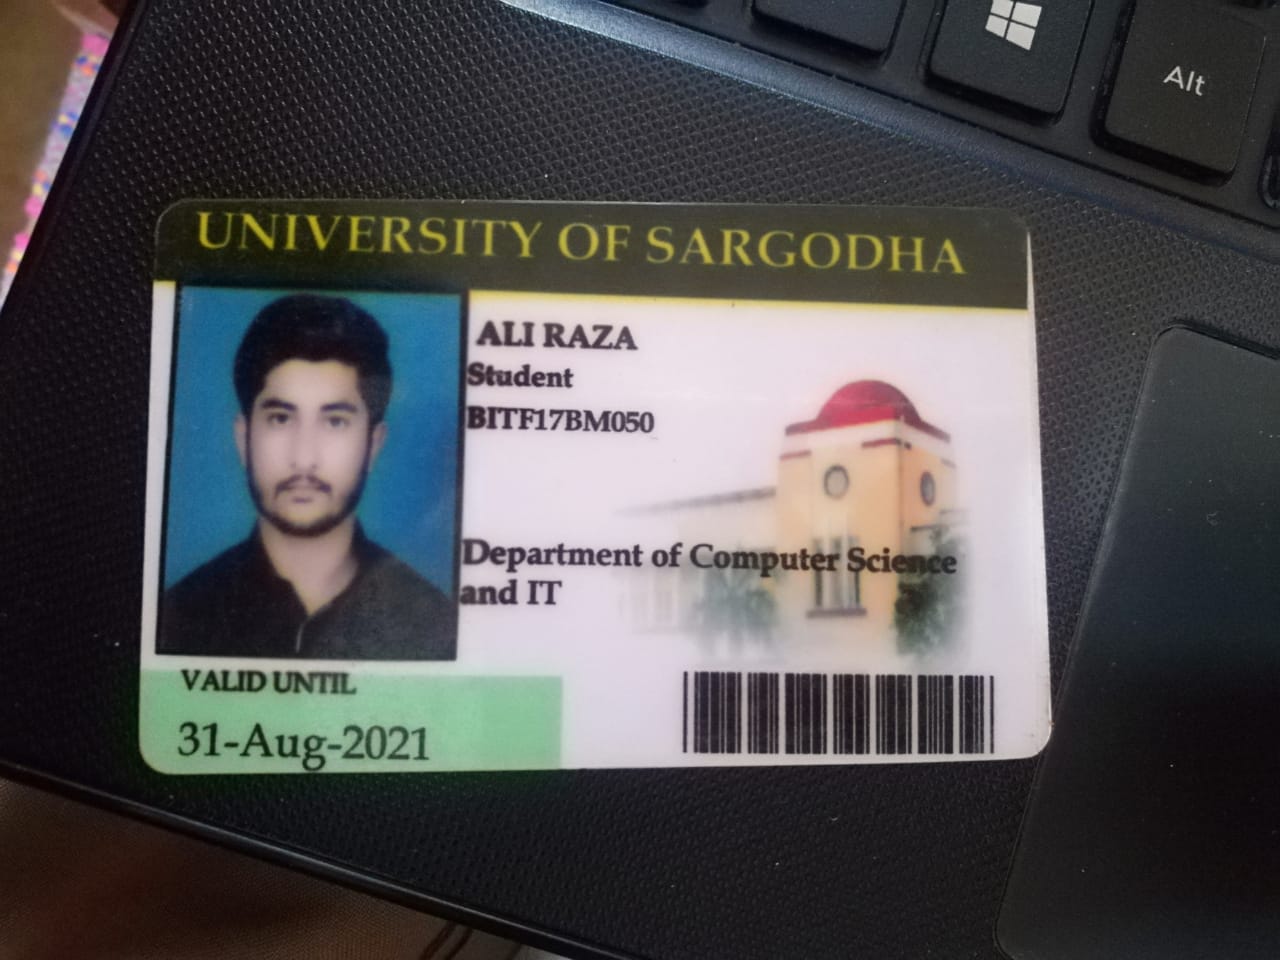 Alt
UNIVERSITY OF SARGODHA
ALI RAZA
Student
BITF17BM050
Department of Computer Science
and IT
VALID UNTIL
31-Aug-2021